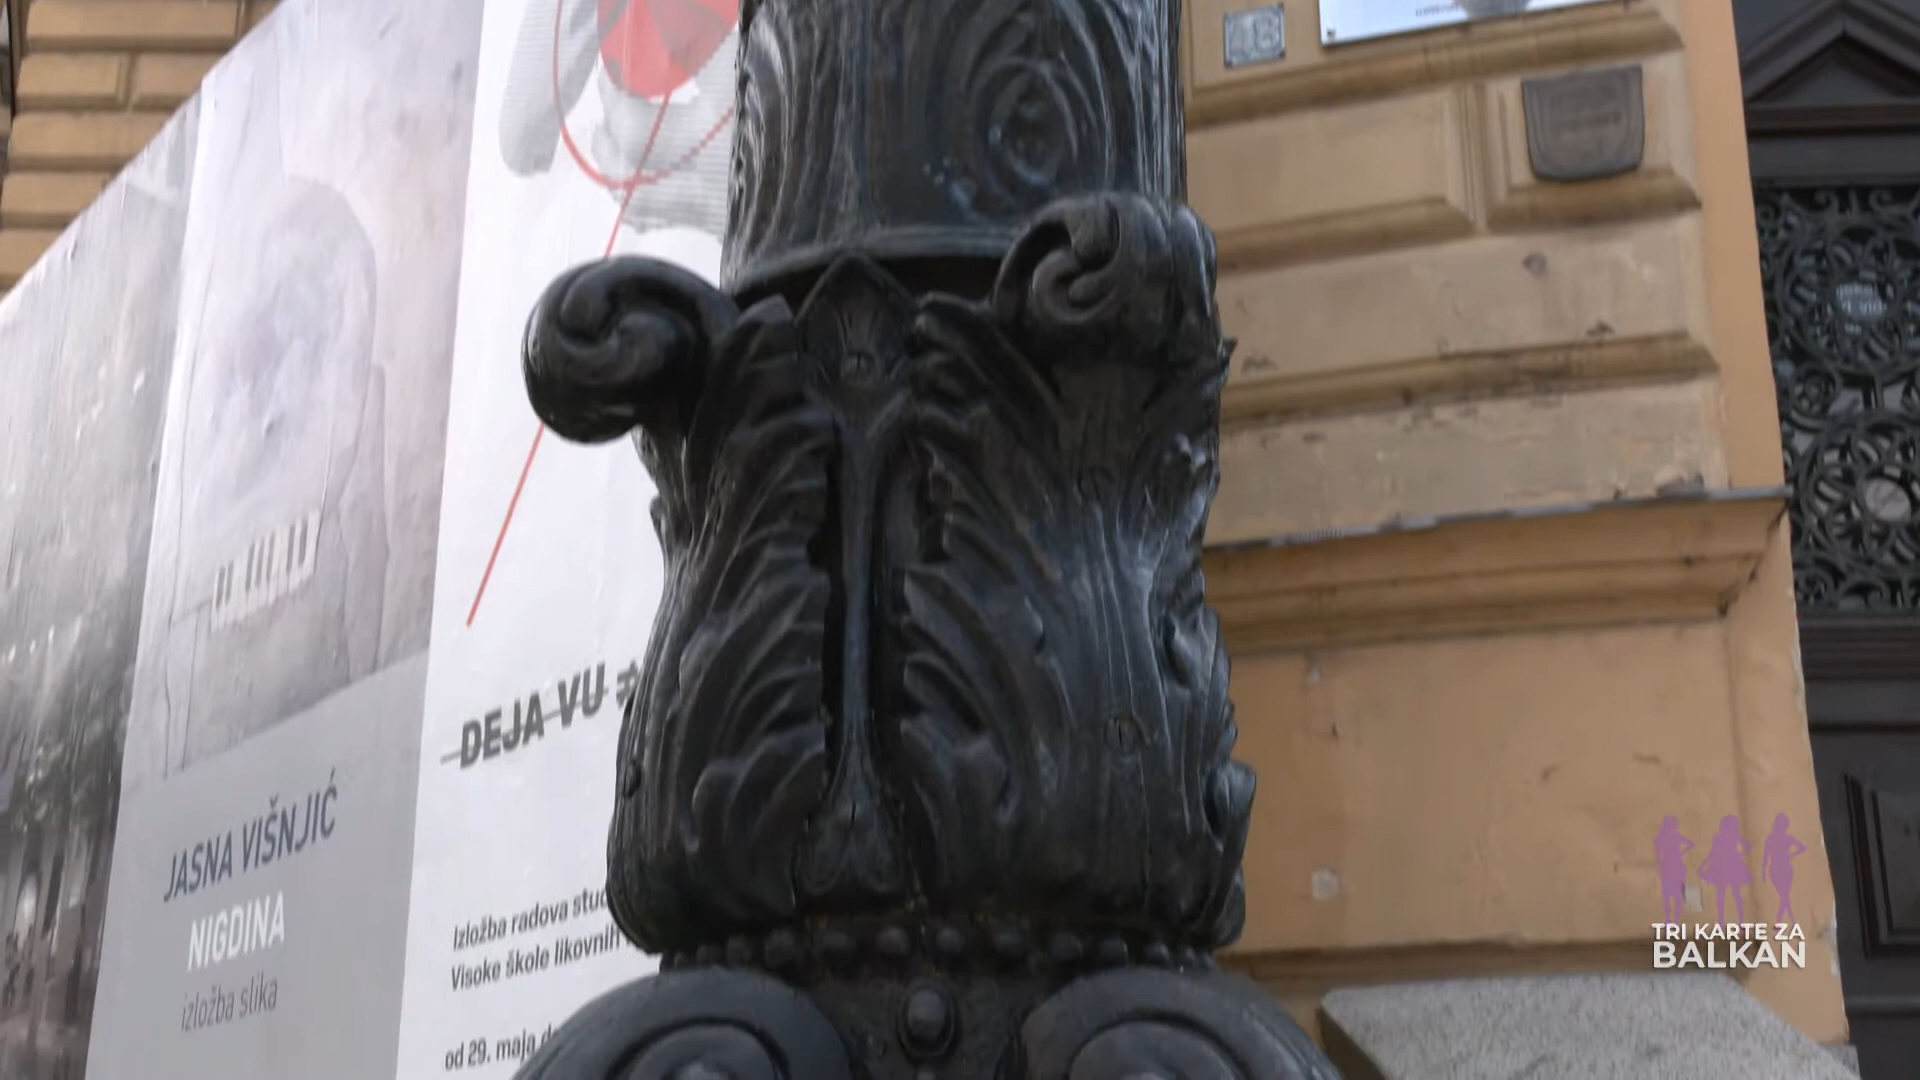 4B
JASNA VIŠNJIĆ
NIGDINA
izložba slika
DEJA VU ≠
Izložba radova stud
Visoke škole likovnih
od 29. maja
TRI KARTE ZA
BALKAN